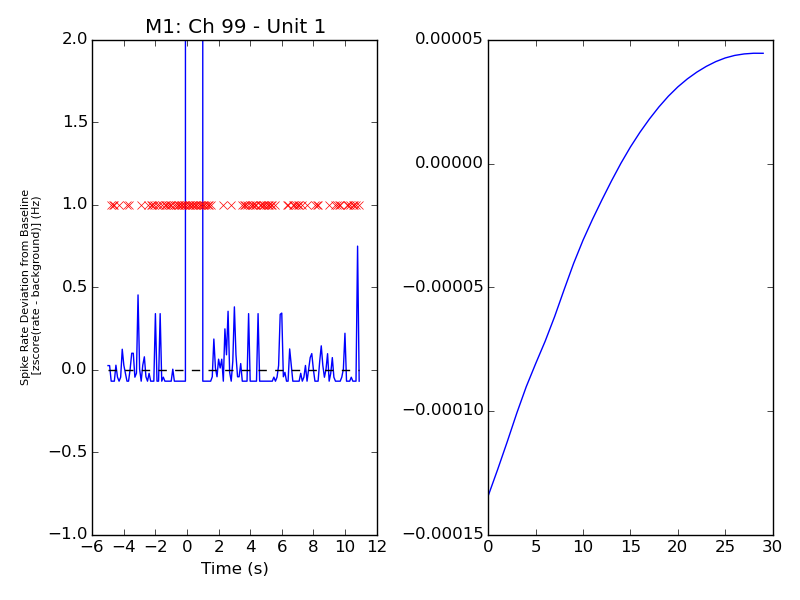 M1: Ch 99 - Unit 1
Spike Rate Deviation from Baseline
[zscore(rate - background)] (Hz)
2.0
1.5
1.0
0.5
0.0
−0.5
−1.0
−6 −4 −2 0 2 4 6 8 10 12
Time (s)
0.00005
0.00000
−0.00005
−0.00010
−0.00015
0 5 10 15 20 25 30